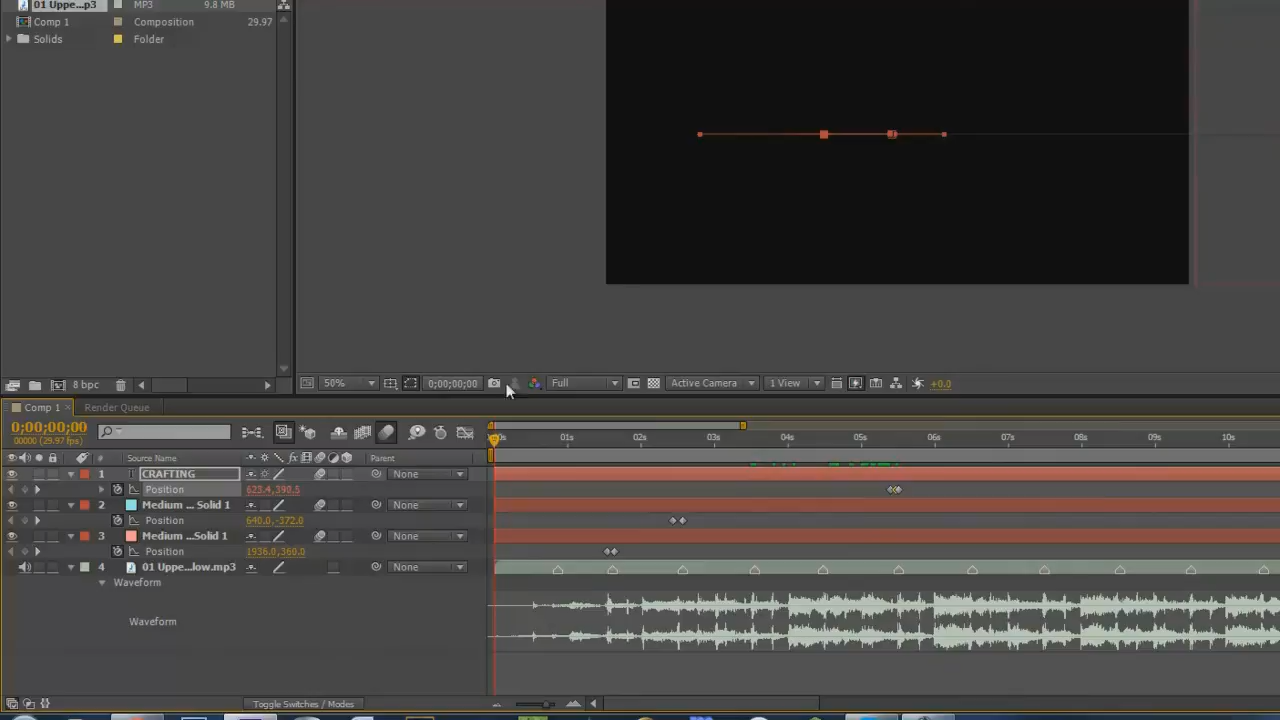 01 Uppe...p3 MP3 9.8 MB
Comp 1 Composition 29.97
Solids Folder
8 bpc
50% 0;00;00;00 Full Active Camera 1 View +0.0
Comp 1 Render Queue
0;00;00;00
00000 (29.97 fps)
01s 02s 03s 04s 05s 06s 07s 08s 09s 10s
# Source Name fx Parent
1 T CRAFTING None
Position 623.4,390.5
2 Medium ... Solid 1 None
Position 640.0,-372.0
3 Medium ...Solid 1 None
Position 1936.0,360.0
4 01 Uppe...low.mp3 None
Waveform
Waveform
Toggle Switches / Modes